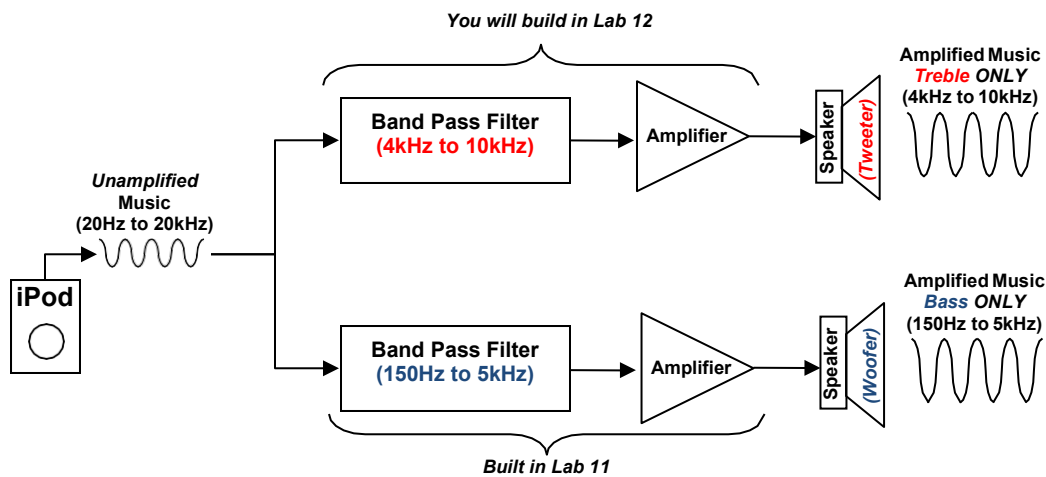 You will build in Lab 12
Band Pass Filter
(4kHz to 10kHz)
Amplifier
Speaker
(Tweeter)
Amplified Music
Treble ONLY
(4kHz to 10kHz)
Unamplified
Music
(20Hz to 20kHz)
iPod
Band Pass Filter
(150Hz to 5kHz)
Amplifier
Speaker
(Woofer)
Amplified Music
Bass ONLY
(150Hz to 5kHz)
Built in Lab 11